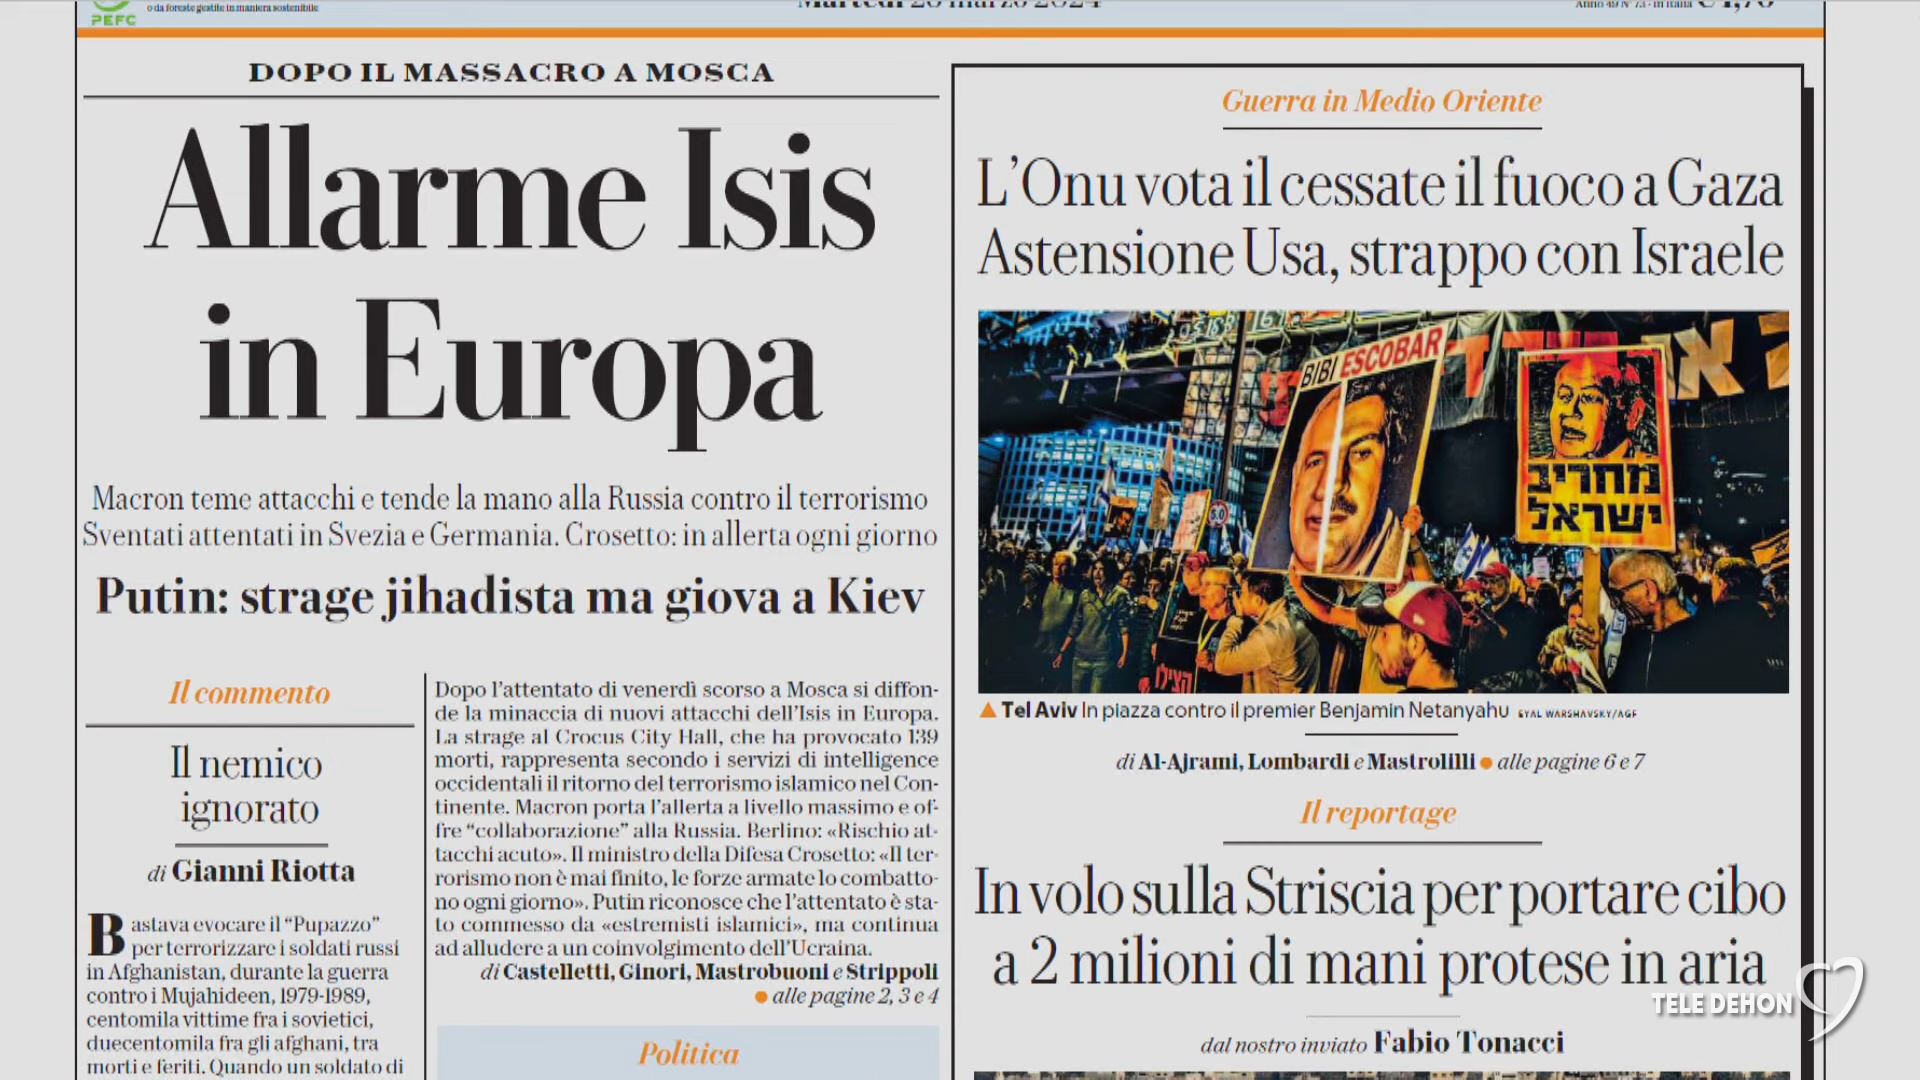 PEFC
o da foreste gestite in maniera sostenibile
Martedì 26 marzo 2024
Anno 49 N° 73 - in Italia € 1,70
DOPO IL MASSACRO A MOSCA
Allarme Isis
in Europa
Macron teme attacchi e tende la mano alla Russia contro il terrorismo
Sventati attentati in Svezia e Germania. Crosetto: in allerta ogni giorno
Putin: strage jihadista ma giova a Kiev
Il commento
Il nemico
ignorato
di Gianni Riotta
Bastava evocare il “Pupazzo”
per terrorizzare i soldati russi
in Afghanistan, durante la guerra
contro i Mujahideen, 1979-1989,
centomila vittime fra i sovietici,
duecentomila fra gli afghani, tra
morti e feriti. Quando un soldato di
Dopo l’attentato di venerdì scorso a Mosca si diffon-
de la minaccia di nuovi attacchi dell’Isis in Europa.
La strage al Crocus City Hall, che ha provocato 139
morti, rappresenta secondo i servizi di intelligence
occidentali il ritorno del terrorismo islamico nel Con-
tinente. Macron porta l’allerta a livello massimo e of-
fre “collaborazione” alla Russia. Berlino: «Rischio at-
tacchi acuto». Il ministro della Difesa Crosetto: «Il ter-
rorismo non è mai finito, le forze armate lo combatto-
no ogni giorno». Putin riconosce che l’attentato è sta-
to commesso da «estremisti islamici», ma continua
ad alludere a un coinvolgimento dell’Ucraina.
di Castelletti, Ginori, Mastrobuoni e Strippoli
● alle pagine 2, 3 e 4
Politica
Guerra in Medio Oriente
L’Onu vota il cessate il fuoco a Gaza
Astensione Usa, strappo con Israele
BIBI ESCOBAR
מחריב
ישראל
5.0
▲ Tel Aviv In piazza contro il premier Benjamin Netanyahu EYAL WARSHAVSKY/AGF
di Al-Ajrami, Lombardi e Mastrolilli ● alle pagine 6 e 7
Il reportage
In volo sulla Striscia per portare cibo
a 2 milioni di mani protese in aria
dal nostro inviato Fabio Tonacci
TELE DEHON